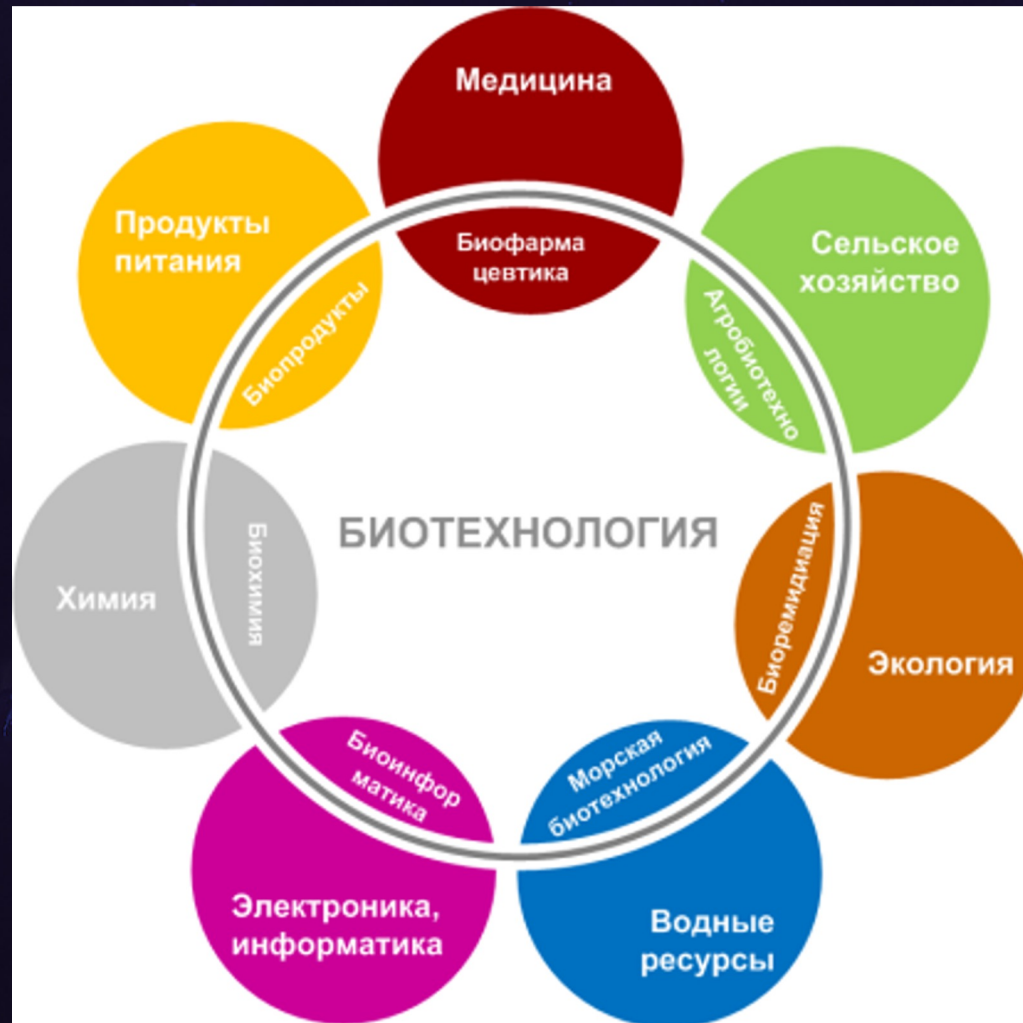 Медицина
Биофарма
цевтика
Сельское
хозяйство
Агробиотехно
логии
Экология
Биоремидиация
Водные
ресурсы
Морская
биотехнология
Электроника,
информатика
Биоинфор
матика
Химия
Биохимия
Продукты
питания
Биопродукты
БИОТЕХНОЛОГИЯ